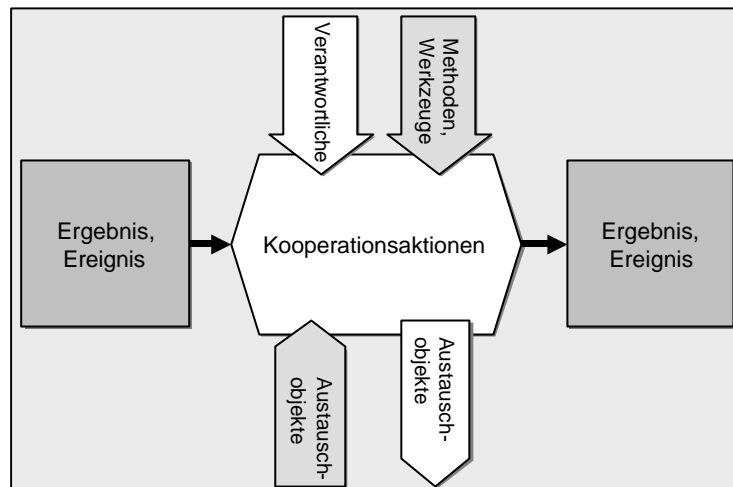 Verantwortliche
Methoden,
Werkzeuge
Ergebnis,
Ereignis
Kooperationsaktionen
Ergebnis,
Ereignis
Austausch-
objekte
Austausch-
objekte